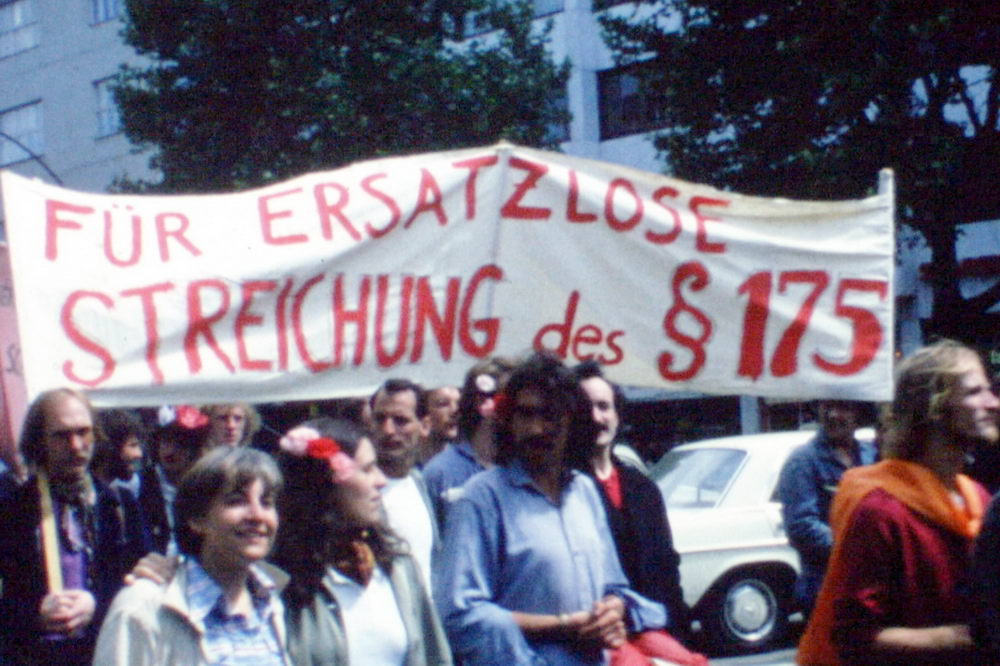 FÜR ERSATZLOSE
STREICHUNG des § 175